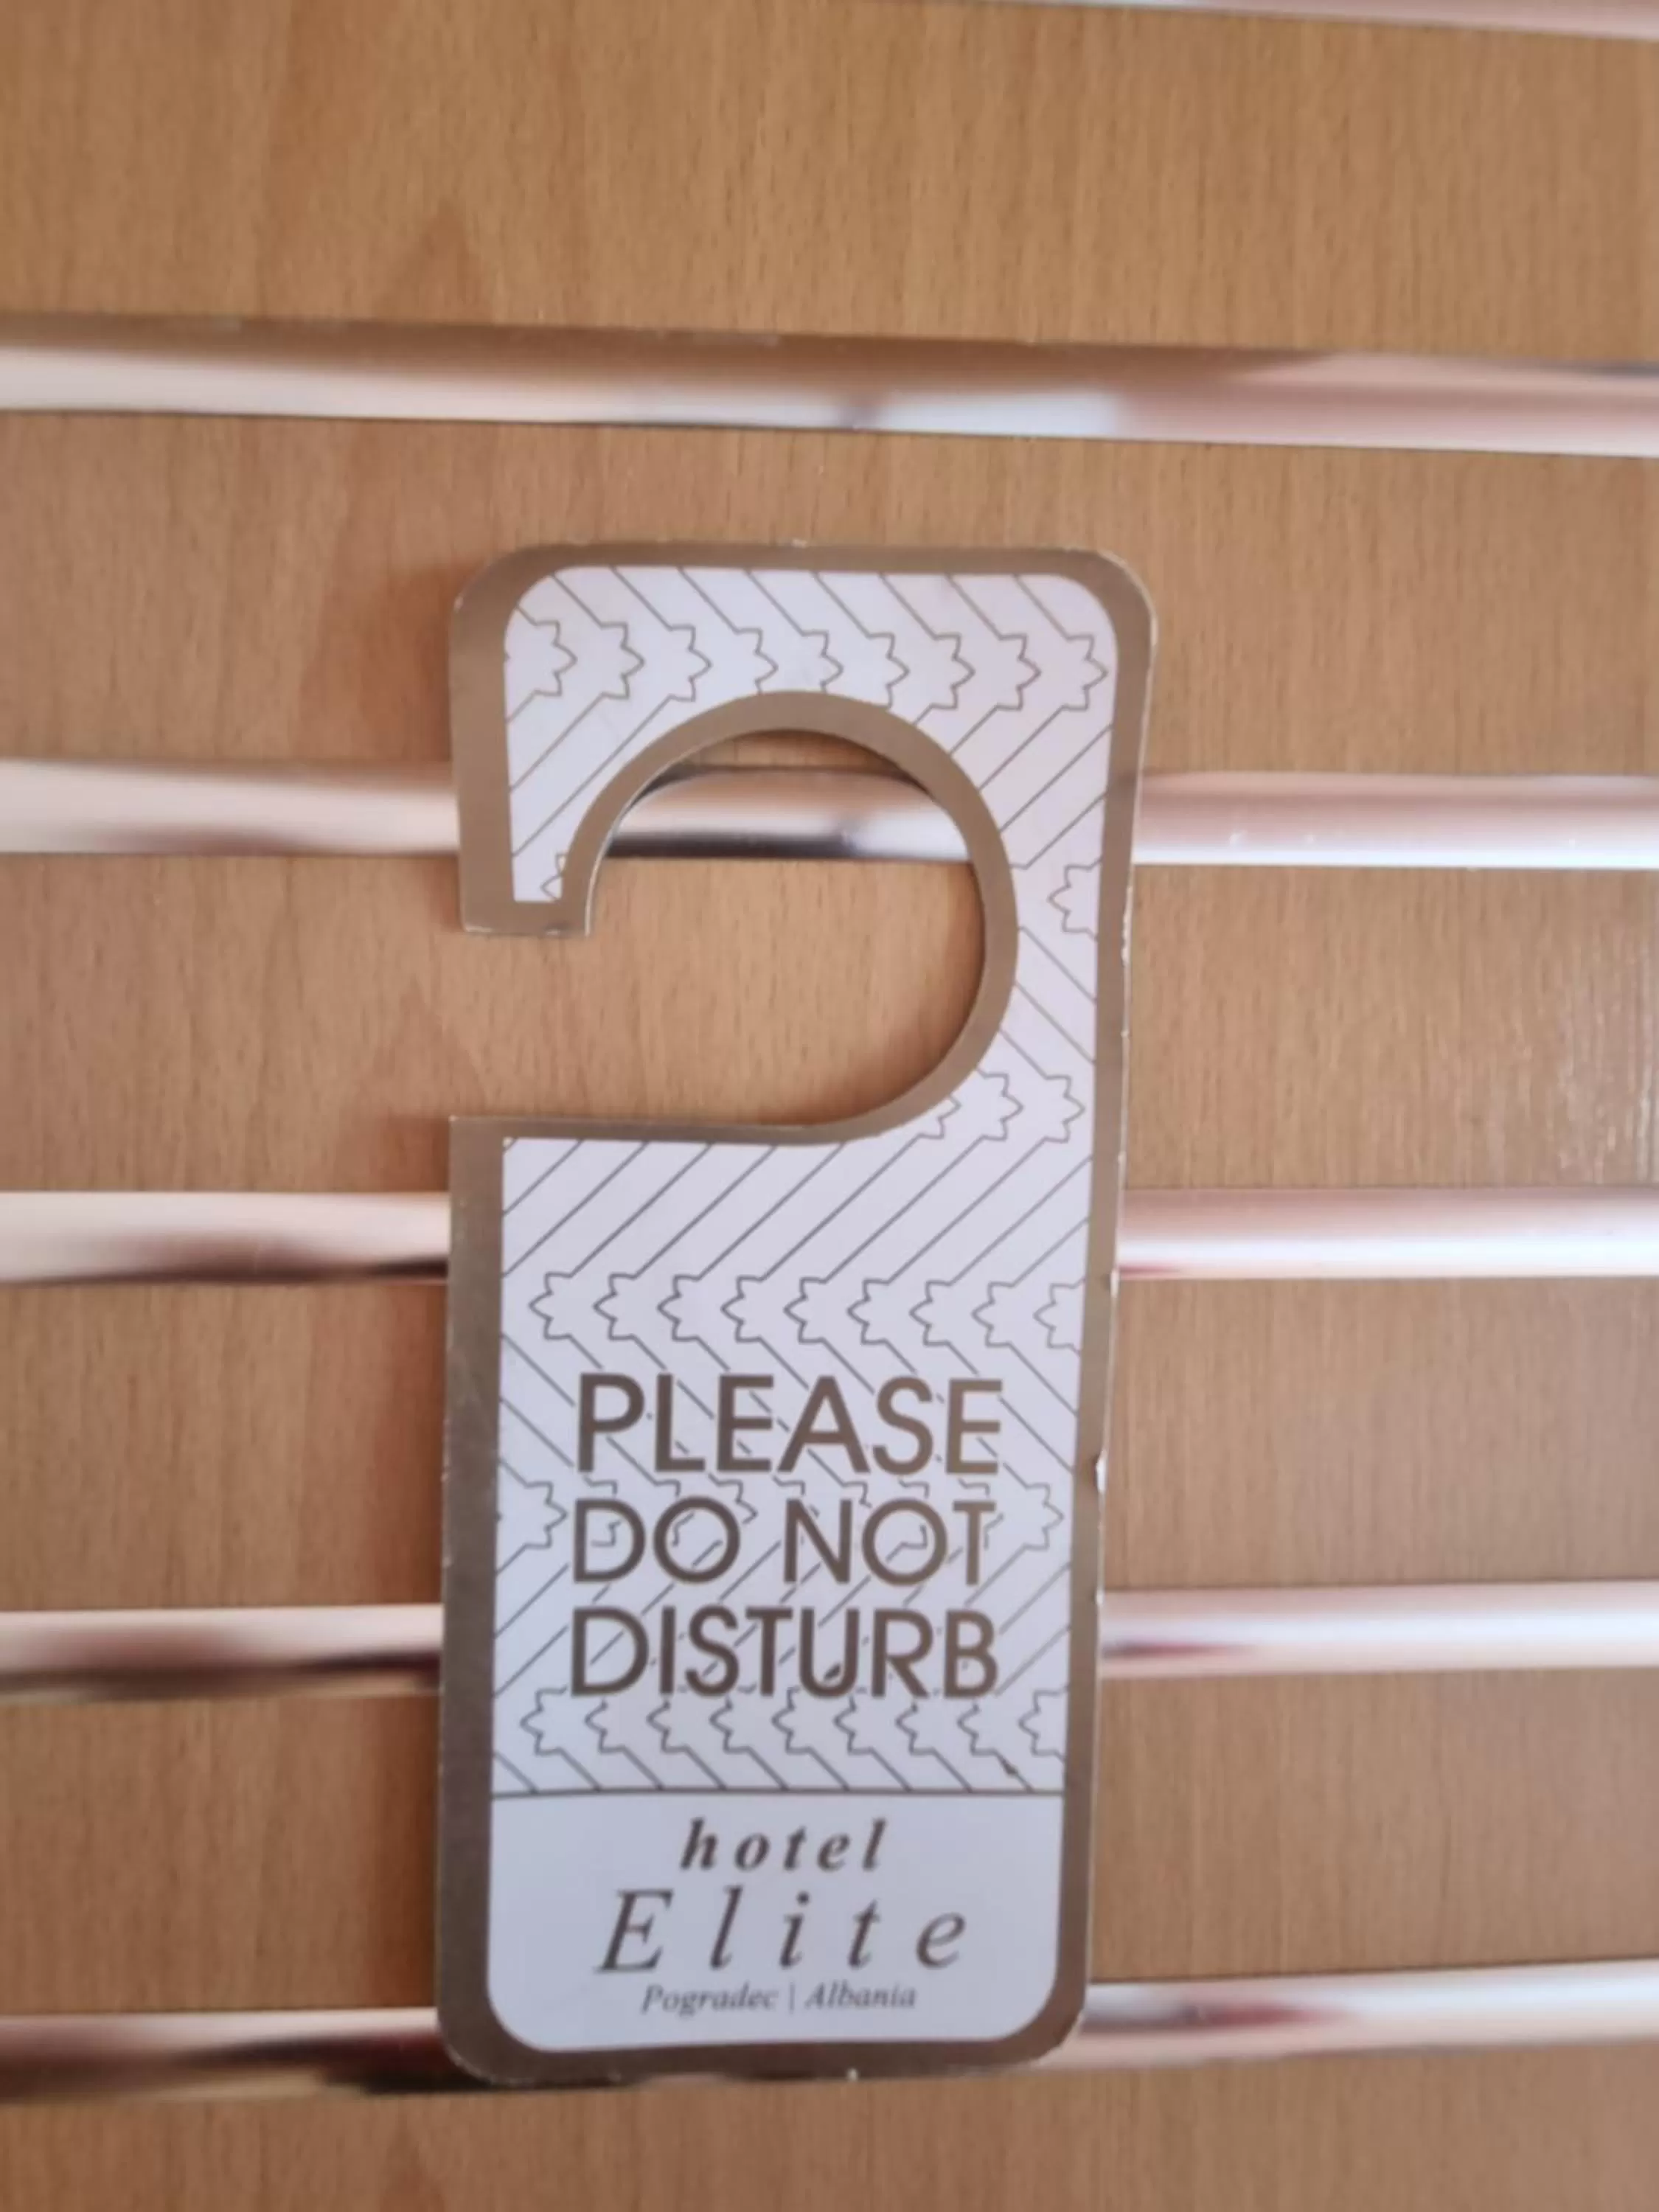 PLEASE
DO NOT
DISTURB
hotel
Elite
Pogradec | Albania